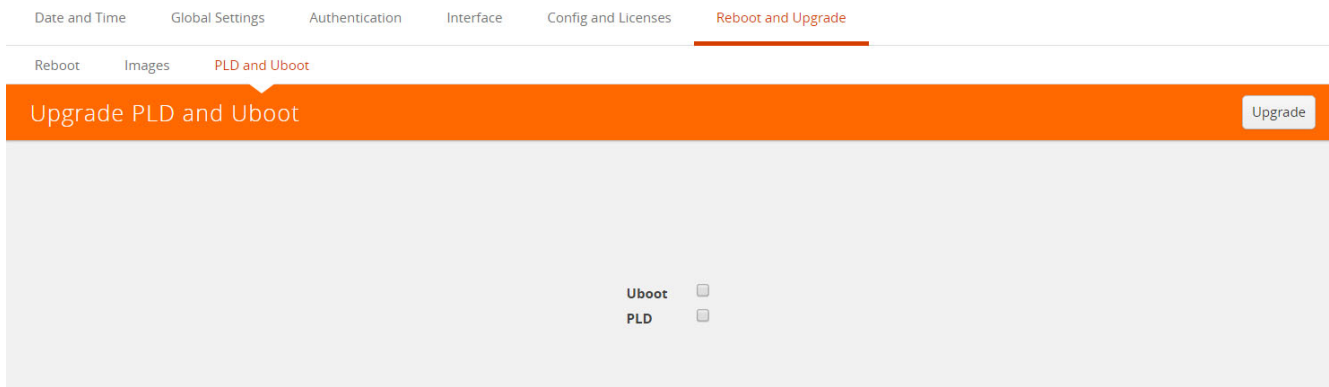 Date and Time Global Settings Authentication Interface Config and Licenses Reboot and Upgrade
Reboot Images PLD and Uboot
Upgrade PLD and Uboot Upgrade
Uboot
PLD